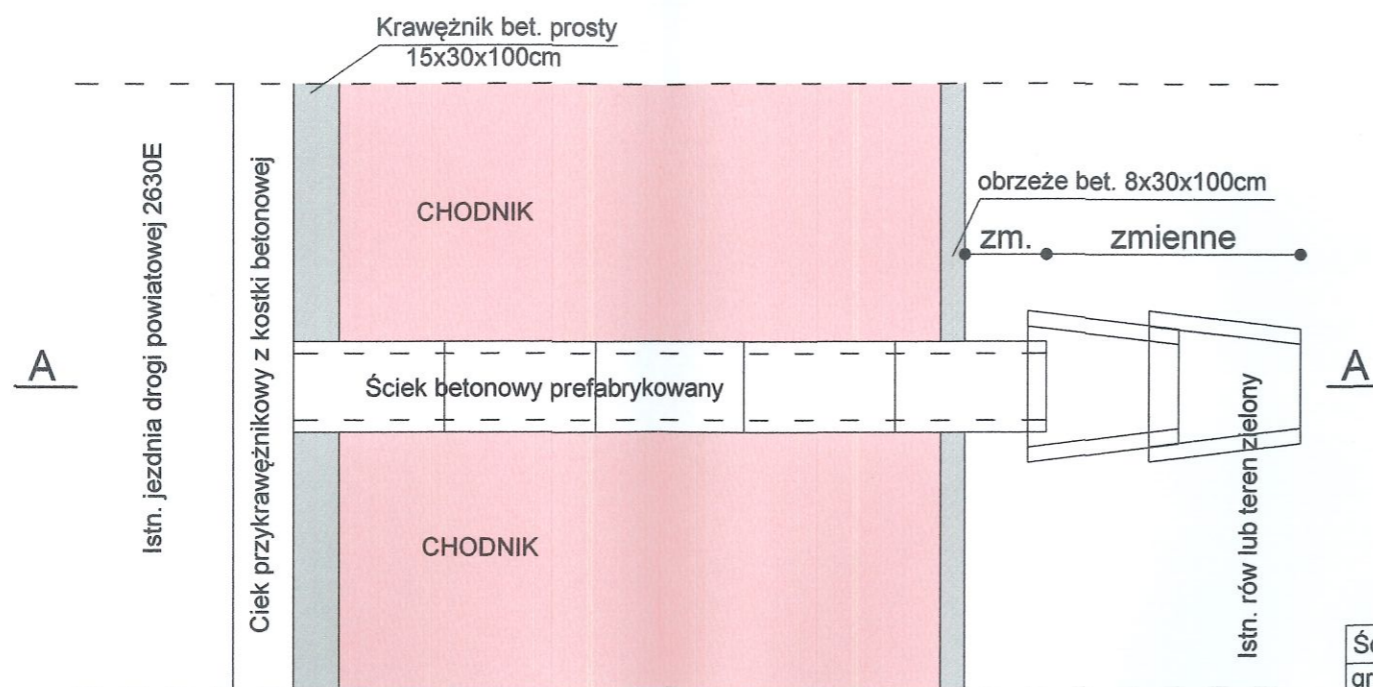 Krawężnik bet. prosty
15x30x100cm
Istn. jezdnia drogi powiatowej 2630E
Ciek przykrawężnikowy z kostki betonowej
CHODNIK
obrzeże bet. 8x30x100cm
zm.
zmienne
A
Ściek betonowy prefabrykowany
A
CHODNIK
Istn. rów lub teren zielony